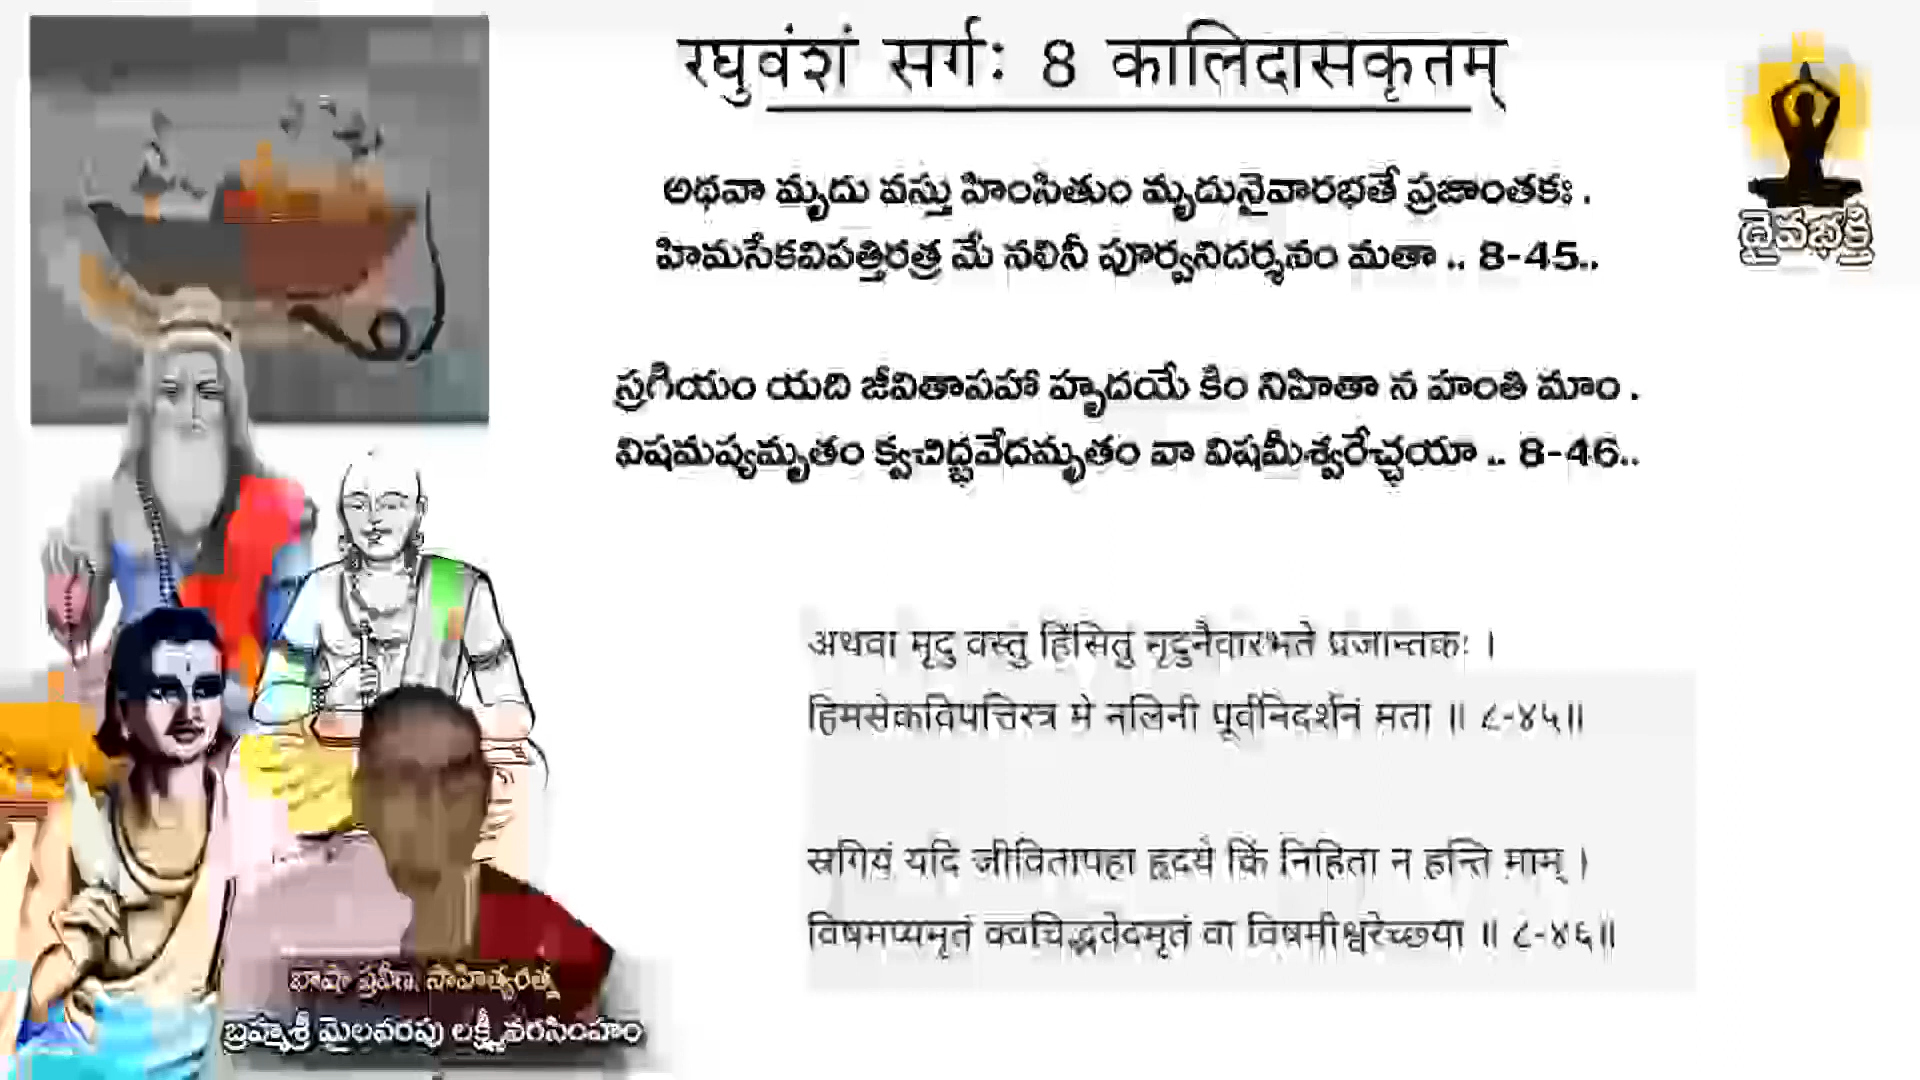 रघुवंशं सर्गः 8 कालिदासकृतम्
దైవభక్తి
అథవా మృదు వస్తు హింసితుం మృదునైవారభతే ప్రజాంతకః .
హిమసేకవిపత్తిరత్ర మే నలినీ పూర్వనిదర్శనం మతా .. 8-45..
స్రగియం యది జీవితాపహా హృదయే కిం నిహితా న హంతి మాం .
విషమప్యమృతం క్వచిద్భవేదమృతం వా విషమీశ్వరేచ్ఛయా .. 8-46..
अथवा मृदु वस्तु हिंसितुं मृदुनैवारभते प्रजान्तकः ।
हिमसेकविपत्तिरत्र मे नलिनी पूर्वनिदर्शनं मता ॥ ८-४५॥
स्रगियं यदि जीवितापहा हृदये किं निहिता न हन्ति माम् ।
विषमप्यमृतं क्वचिद्भवेदमृतं वा विषमीश्वरेच्छया ॥ ८-४६॥
భాషా ప్రవీణ, సాహిత్యరత్న
బ్రహ్మశ్రీ మైలవరపు లక్ష్మీనరసింహం